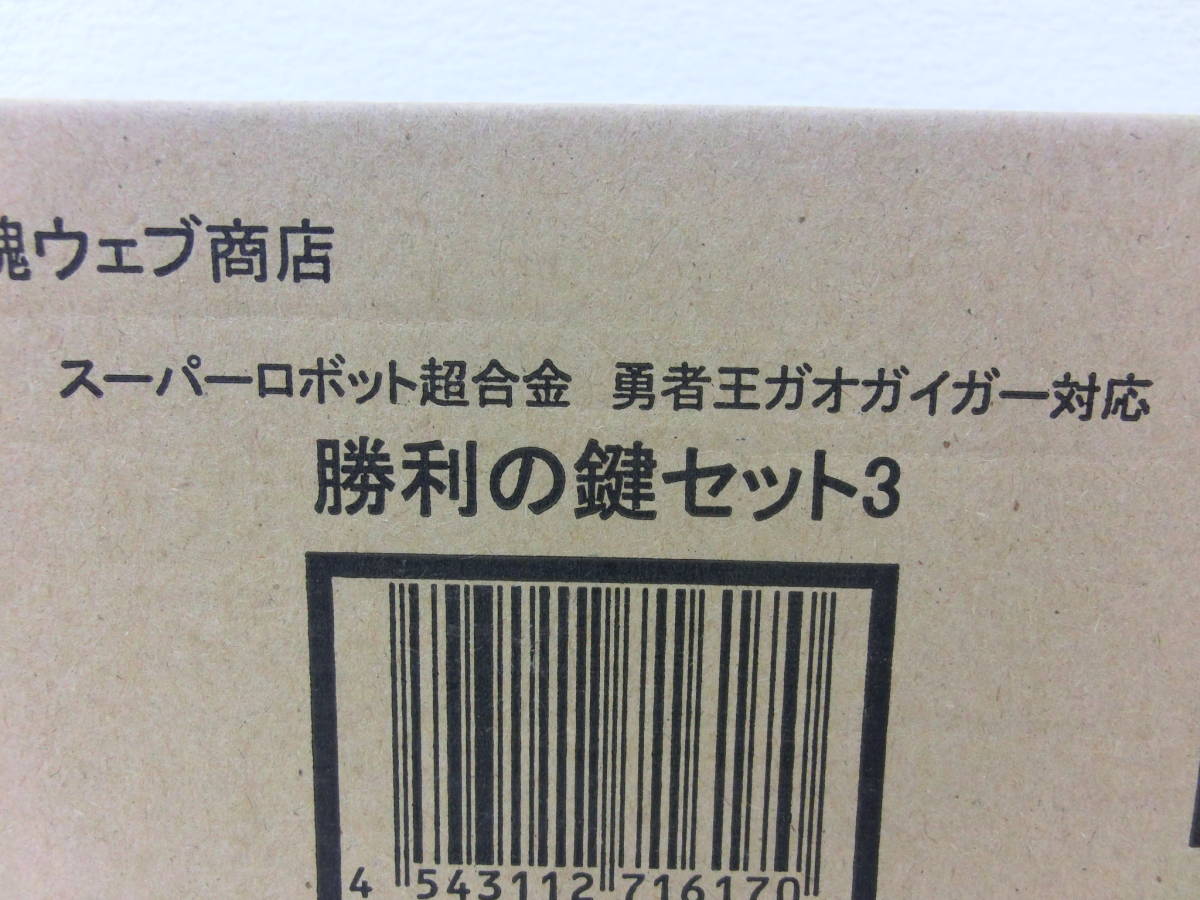 魂ウェブ商店
スーパーロボット超合金 勇者王ガオガイガー対応
勝利の鍵セット3
4 543112 716170